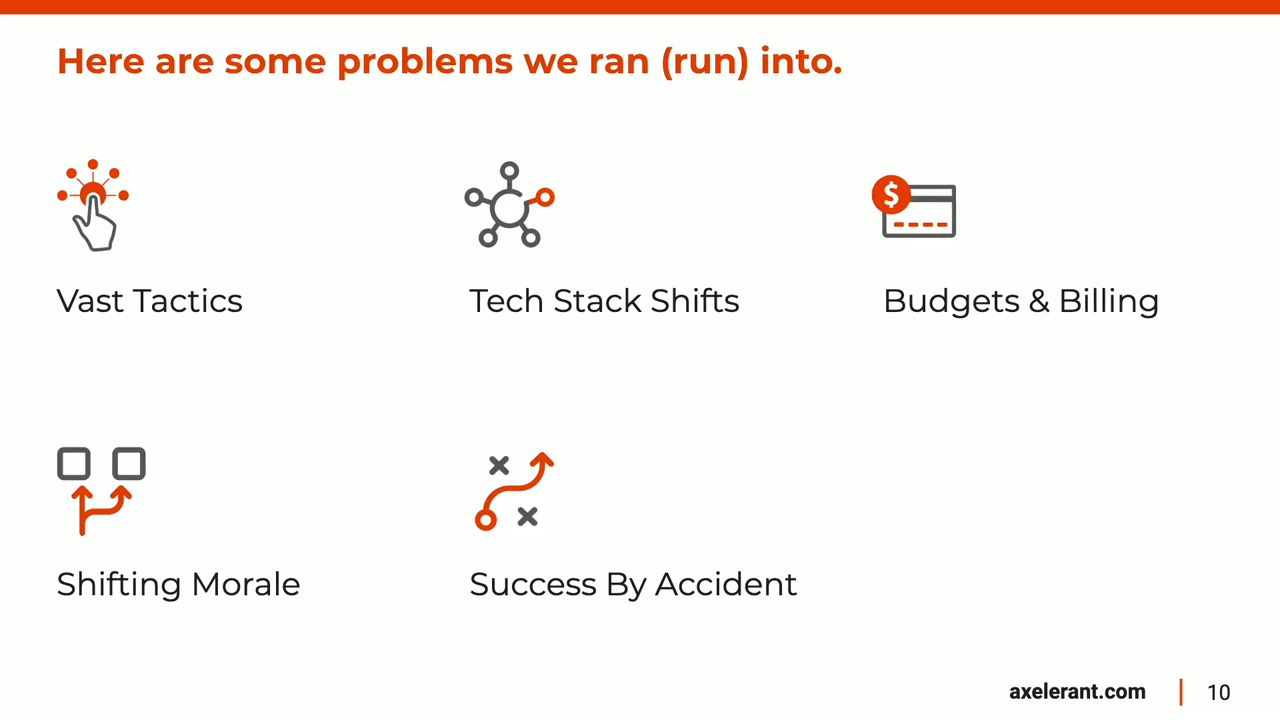 Here are some problems we ran (run) into.
$
Vast Tactics
Tech Stack Shifts
Budgets & Billing
Shifting Morale
Success By Accident
axelerant.com
10